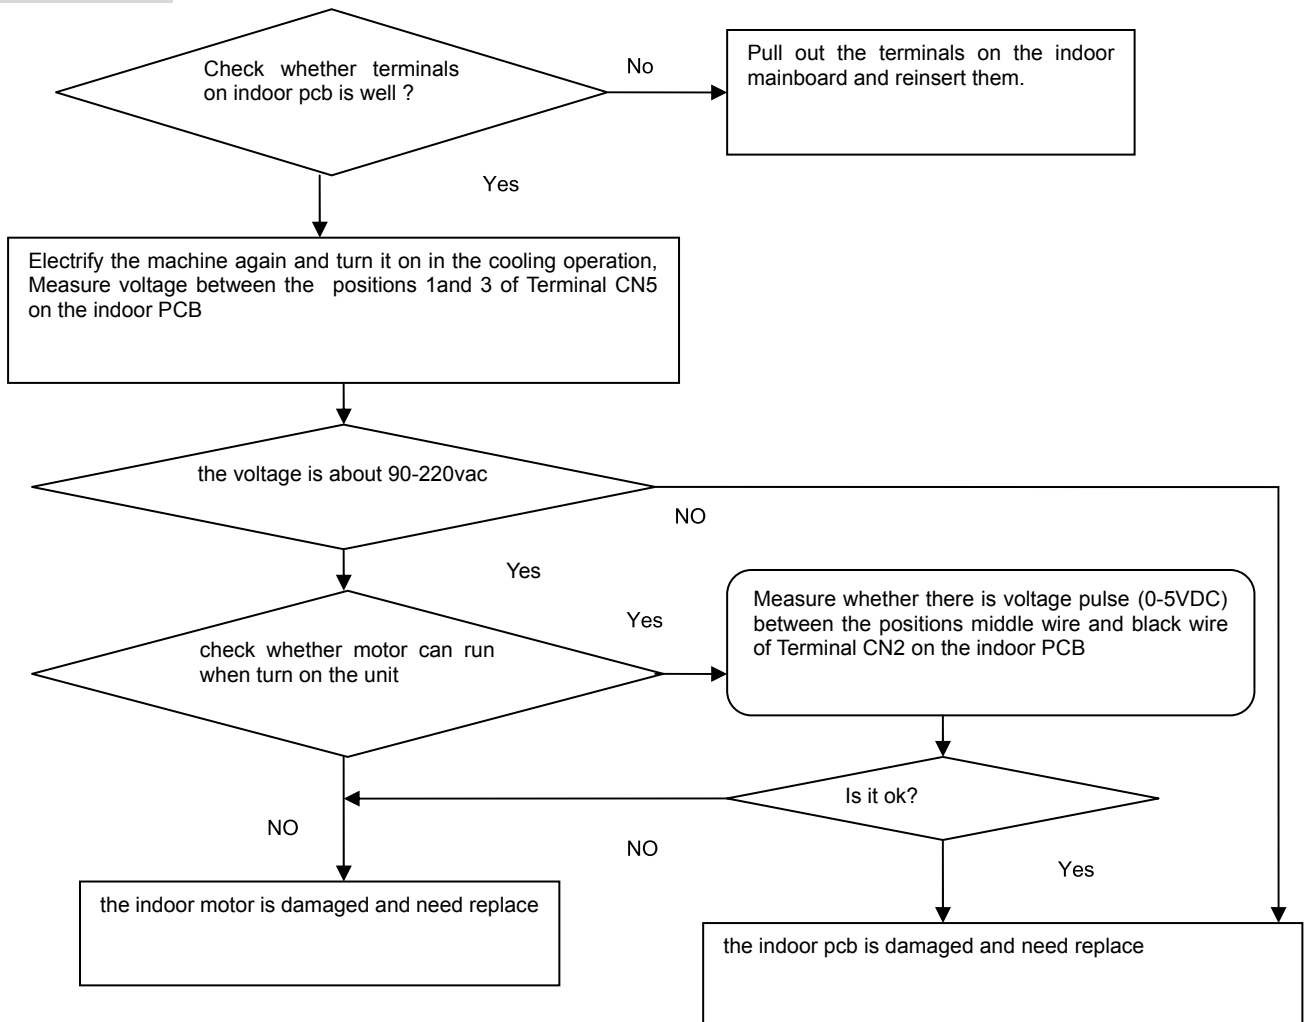 Check whether terminals
on indoor pcb is well ?
No
Pull out the terminals on the indoor
mainboard and reinsert them.
Yes
Electrify the machine again and turn it on in the cooling operation,
Measure voltage between the positions 1and 3 of Terminal CN5
on the indoor PCB
the voltage is about 90-220vac
NO
Yes
check whether motor can run
when turn on the unit
Yes
Measure whether there is voltage pulse (0-5VDC)
between the positions middle wire and black wire
of Terminal CN2 on the indoor PCB
Is it ok?
NO
NO
Yes
the indoor motor is damaged and need replace
the indoor pcb is damaged and need replace